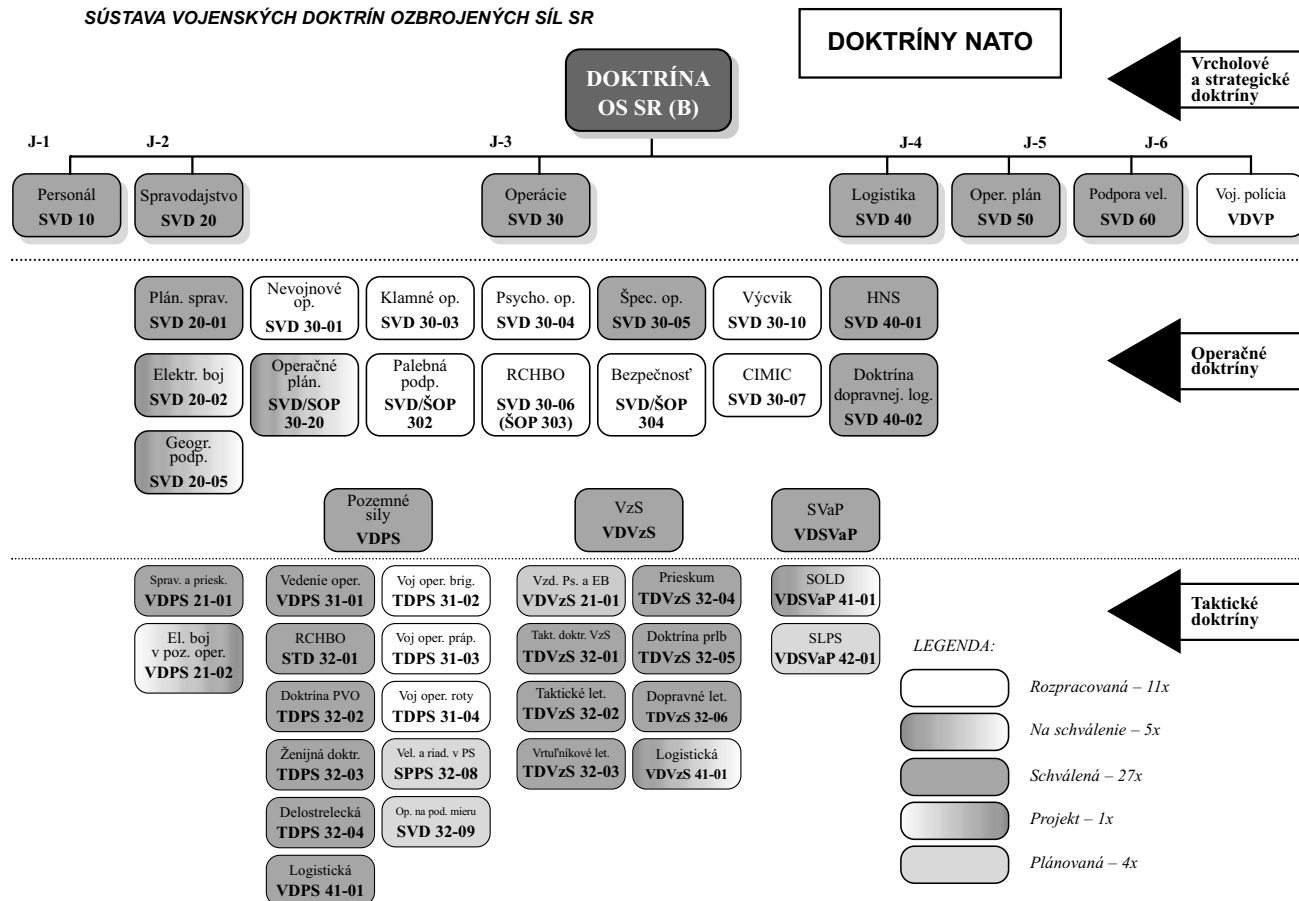 SÚSTAVA VOJENSKÝCH DOKTRÍN OZBROJENÝCH SÍL SR
DOKTRÍNY NATO
DOKTRÍNA
OS SR (B)
Vrcholové
a strategické
doktríny
J-1
J-2
J-3
J-4
J-5
J-6
Personál
SVD 10
Spravodajstvo
SVD 20
Operácie
SVD 30
Logistika
SVD 40
Oper. plán
SVD 50
Podpora vel.
SVD 60
Voj. polícia
VDVP
Plán. sprav.
SVD 20-01
Nevojnové
op.
SVD 30-01
Klamné op.
SVD 30-03
Psycho. op.
SVD 30-04
Špec. op.
SVD 30-05
Výcvik
SVD 30-10
HNS
SVD 40-01
Elektr. boj
SVD 20-02
Operačné
plán.
SVD/SOP
30-20
Palebná
podp.
SVD/ŠOP
302
RCHBO
SVD 30-06
(ŠOP 303)
Bezpečnosť
SVD/ŠOP
304
CIMIC
SVD 30-07
Doktrína
dopravnej. log.
SVD 40-02
Operačné
doktríny
Geogr.
podp.
SVD 20-05
Pozemné
sily
VDPS
VzS
VDVzS
SVaP
VDSVaP
Sprav. a priesk.
VDPS 21-01
Vedenie oper.
VDPS 31-01
Voj oper. brig.
TDPS 31-02
Vzd. Ps. a EB
VDVzS 21-01
Prieskum
TDVzS 32-04
SOLD
VDSVaP 41-01
Taktické
doktríny
El. boj
v poz. oper.
VDPS 21-02
RCHBO
STD 32-01
Voj oper. práp.
TDPS 31-03
Takt. doktr. VzS
TDVzS 32-01
Doktrína prlb
TDVzS 32-05
SLPS
VDSVaP 42-01
Doktrína PVO
TDPS 32-02
Voj oper. roty
TDPS 31-04
Taktické let.
TDVzS 32-02
Dopravné let.
TDVzS 32-06
Ženijná doktr.
TDPS 32-03
Vel. a riad. v PS
SPPS 32-08
Vrtuľníkové let.
TDVzS 32-03
Logistická
VDVzS 41-01
Delostrelecká
TDPS 32-04
Op. na pod. mieru
SVD 32-09
Logistická
VDPS 41-01
LEGENDA:
Rozpracovaná – 11x
Na schválenie – 5x
Schválená – 27x
Projekt – 1x
Plánovaná – 4x